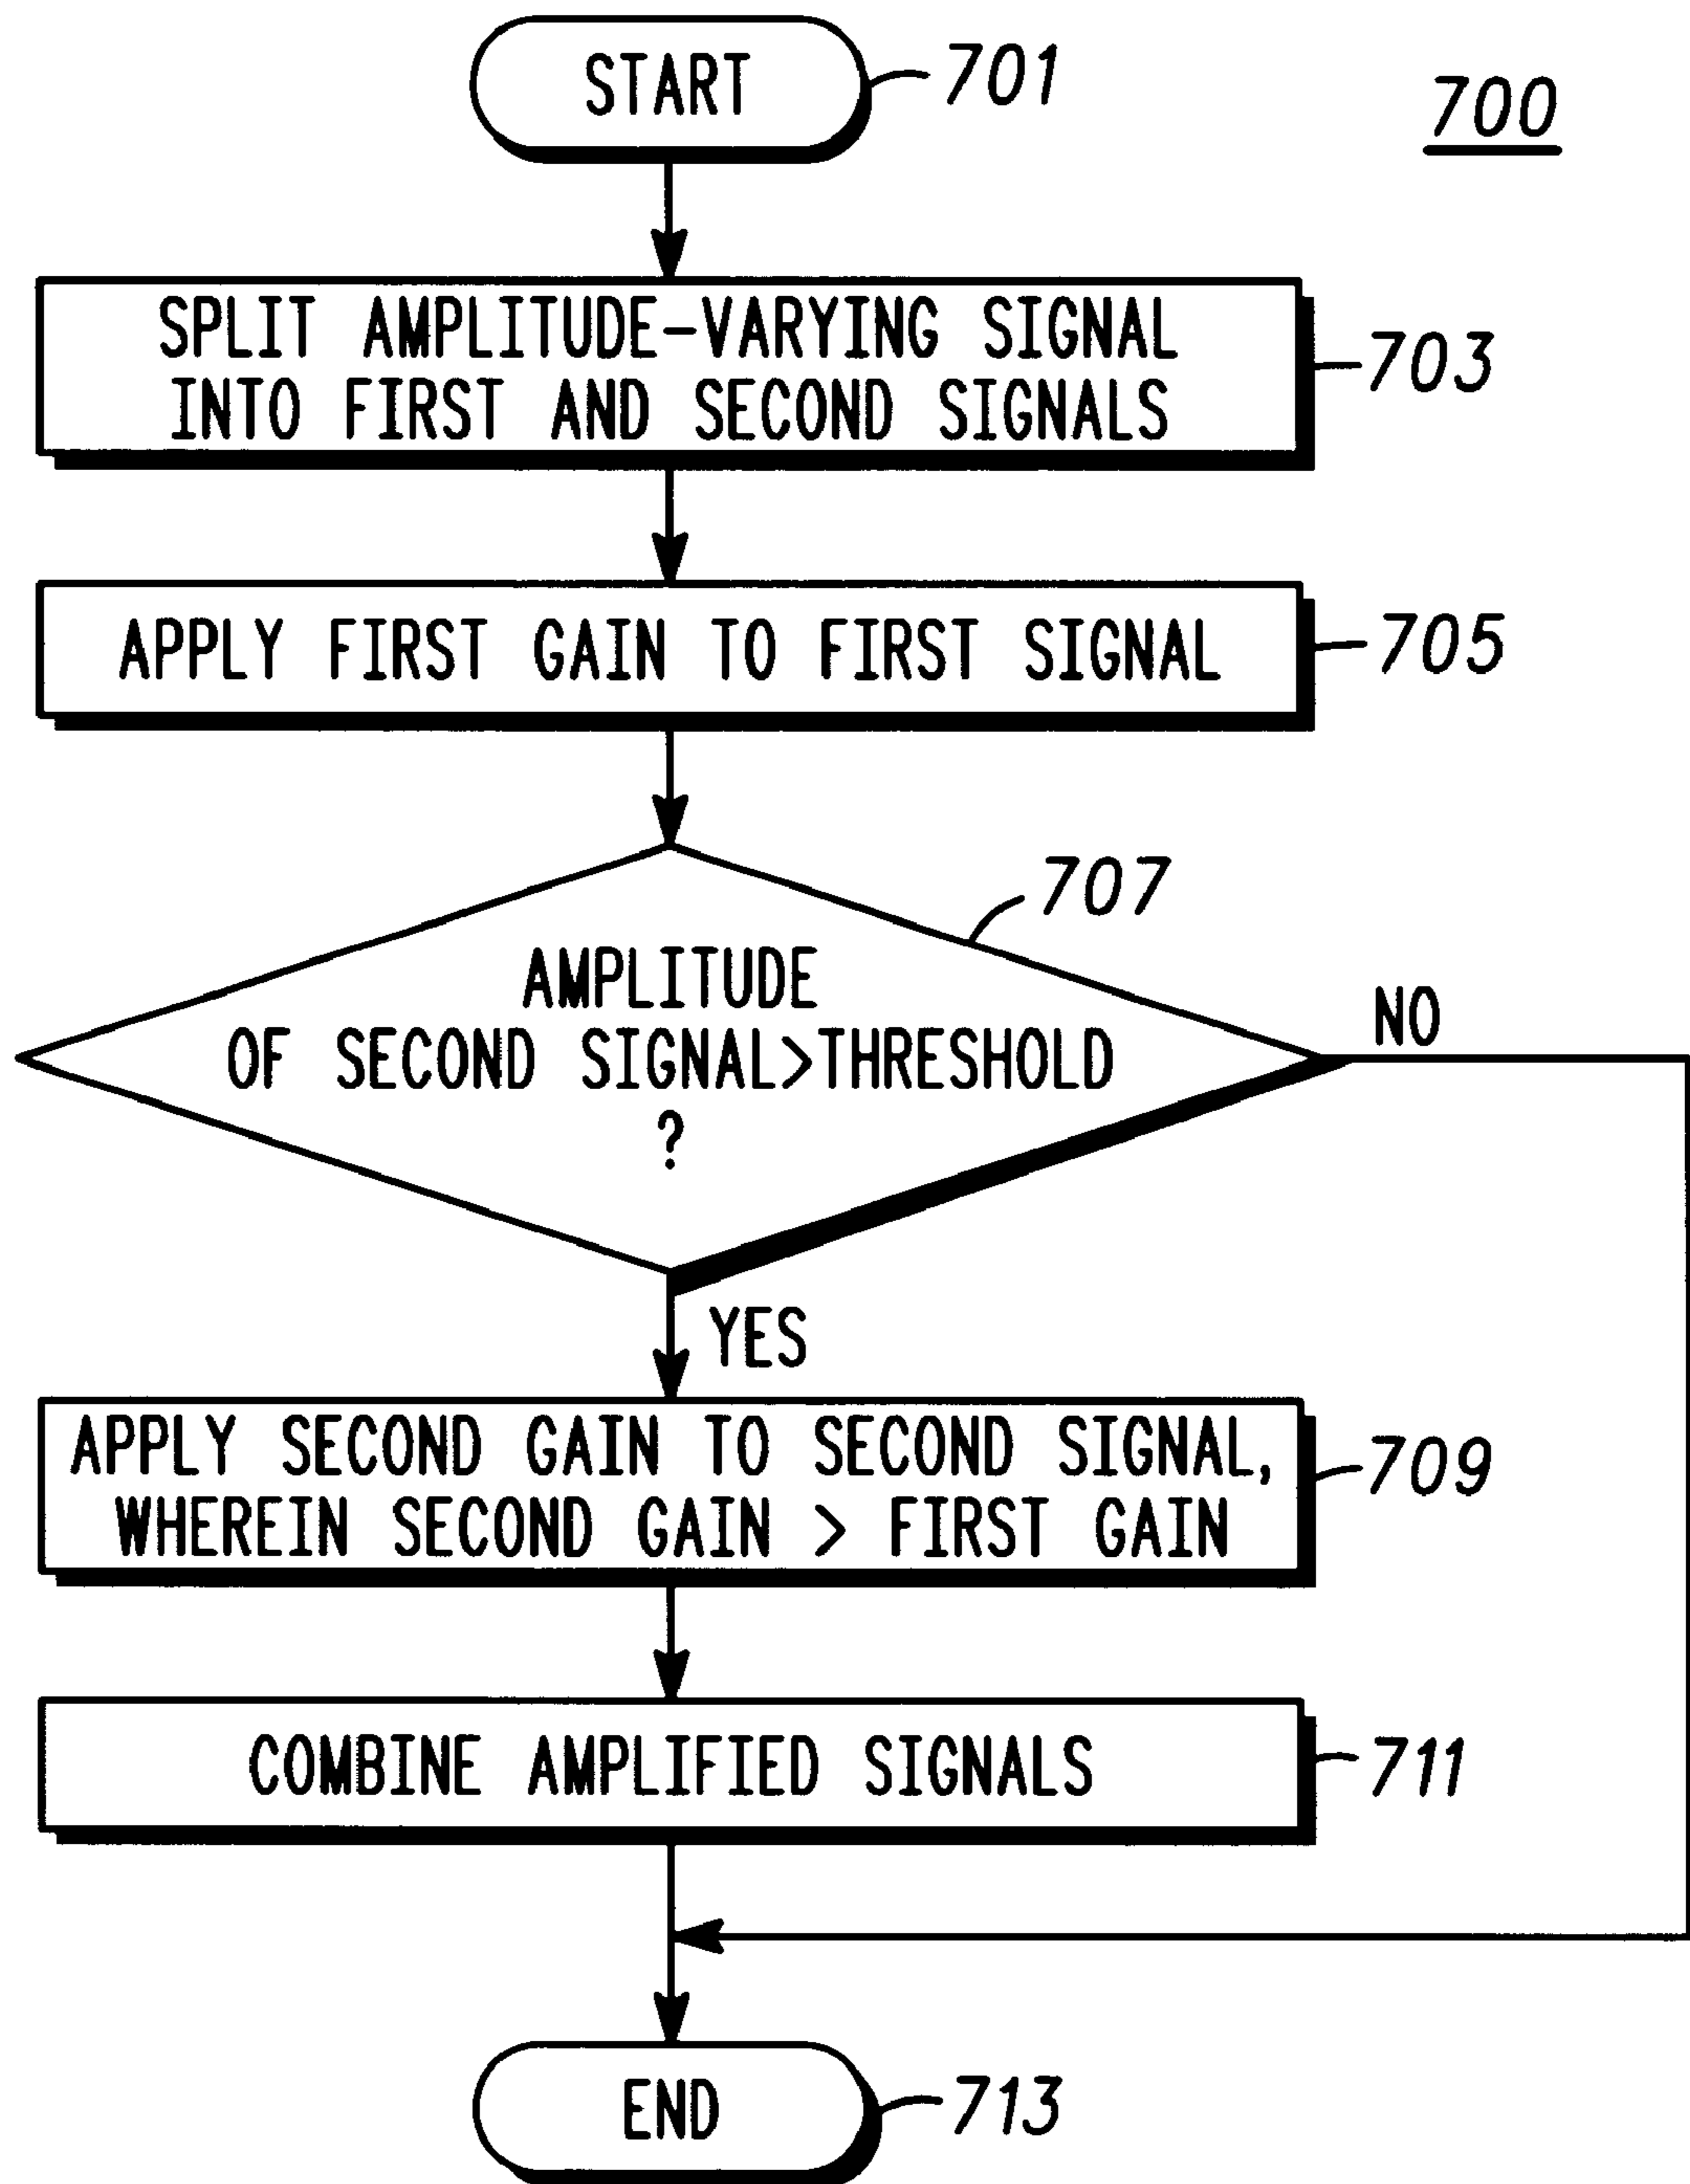 START
701
700
SPLIT AMPLITUDE-VARYING SIGNAL
INTO FIRST AND SECOND SIGNALS
703
APPLY FIRST GAIN TO FIRST SIGNAL
705
707
AMPLITUDE
OF SECOND SIGNAL>THRESHOLD
?
NO
YES
APPLY SECOND GAIN TO SECOND SIGNAL,
WHEREIN SECOND GAIN > FIRST GAIN
709
COMBINE AMPLIFIED SIGNALS
711
END
713